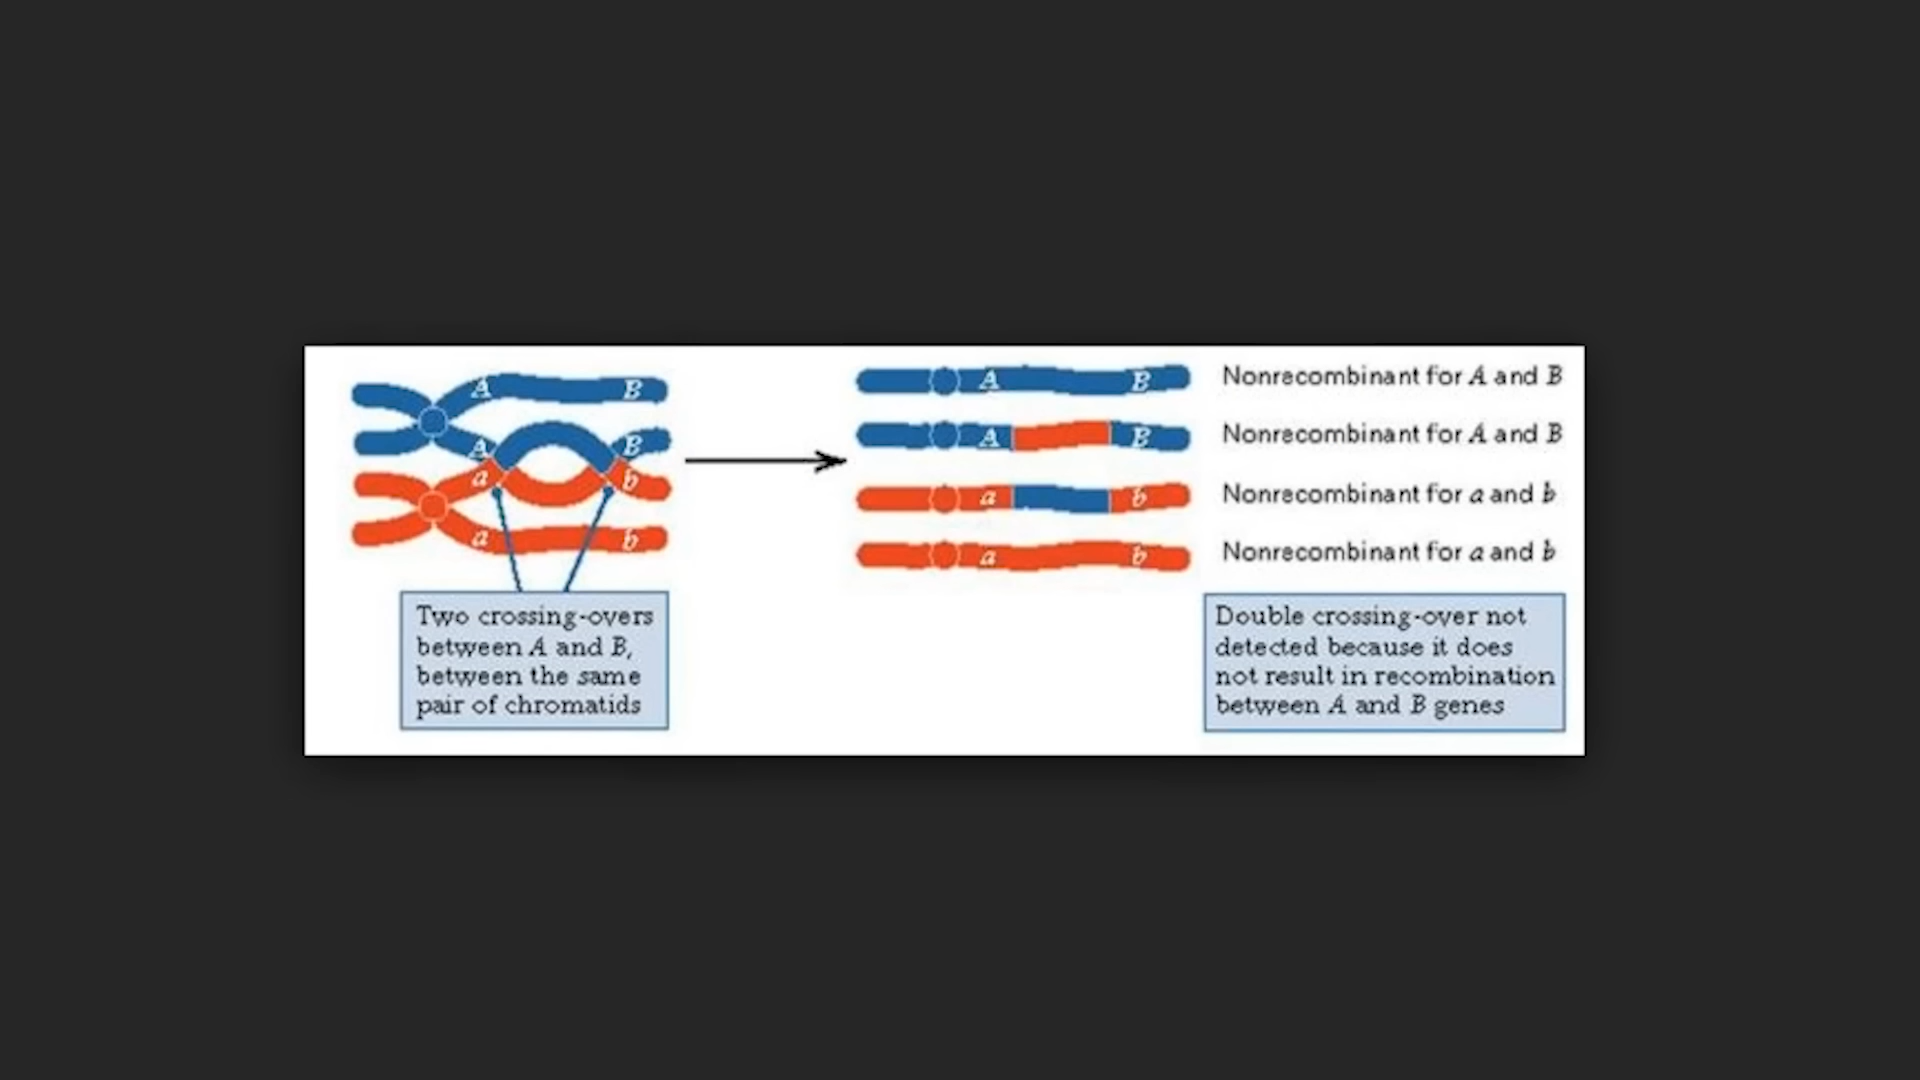 A B
A B
a b
a b
Two crossing-overs
between A and B,
between the same
pair of chromatids
A B Nonrecombinant for A and B
A B Nonrecombinant for A and B
a b Nonrecombinant for a and b
a b Nonrecombinant for a and b
Double crossing-over not
detected because it does
not result in recombination
between A and B genes